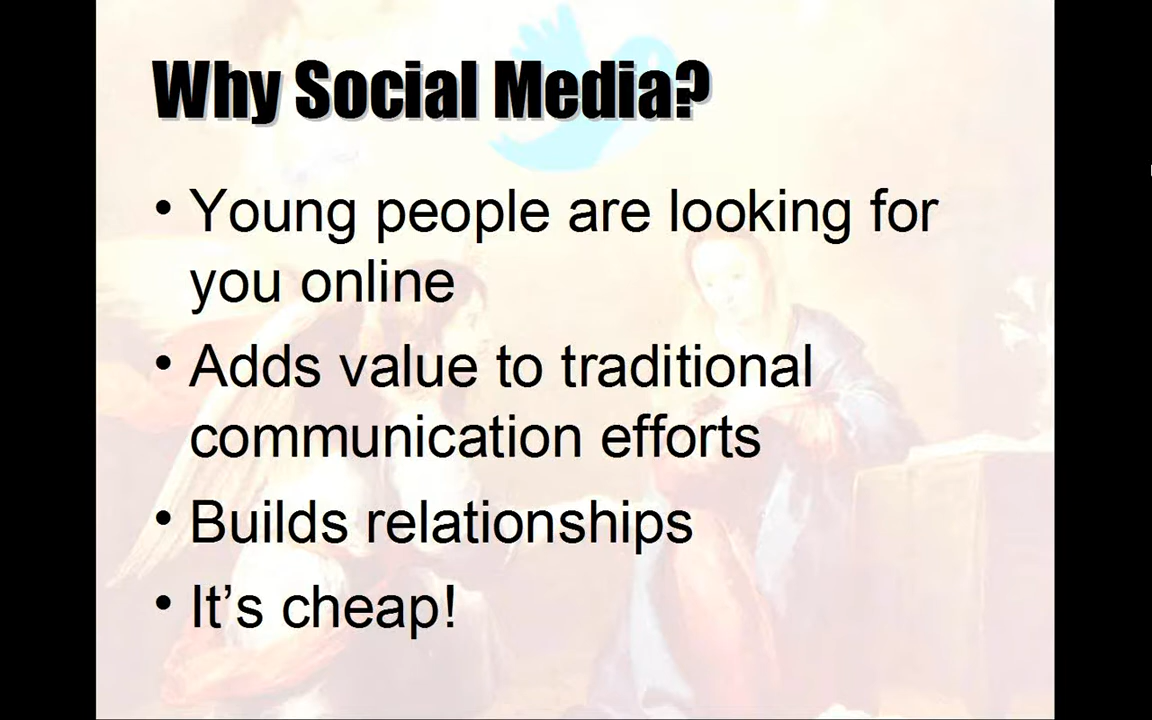 Why Social Media?
• Young people are looking for
you online
• Adds value to traditional
communication efforts
• Builds relationships
• It’s cheap!